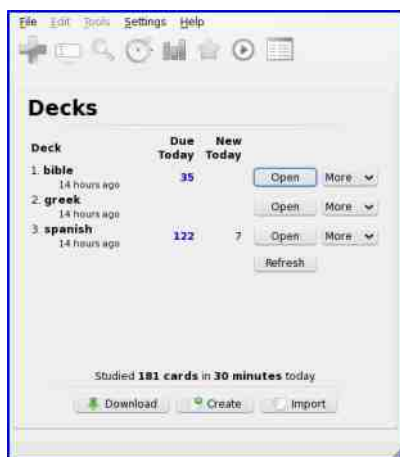 File Edit Tools Settings Help
Decks
Deck Due Today New Today
1. bible 35 Open More
14 hours ago
2. greek Open More
14 hours ago
3. spanish 122 7 Open More
14 hours ago
Refresh
Studied 181 cards in 30 minutes today
Download Create Import